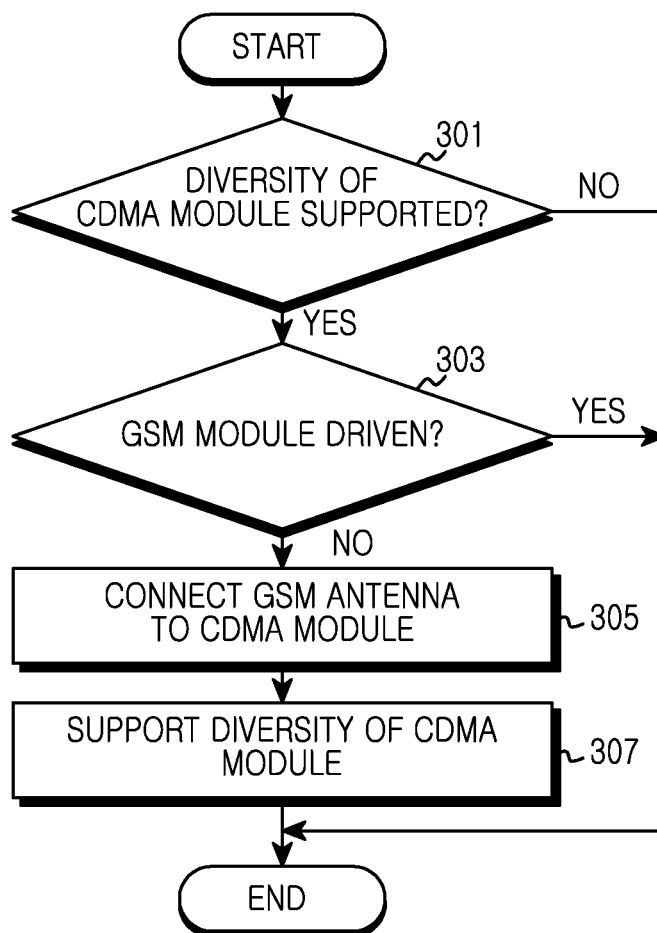 START
301
DIVERSITY OF
CDMA MODULE SUPPORTED?
NO
YES
303
GSM MODULE DRIVEN?
YES
NO
CONNECT GSM ANTENNA
TO CDMA MODULE
305
SUPPORT DIVERSITY OF CDMA
MODULE
307
END